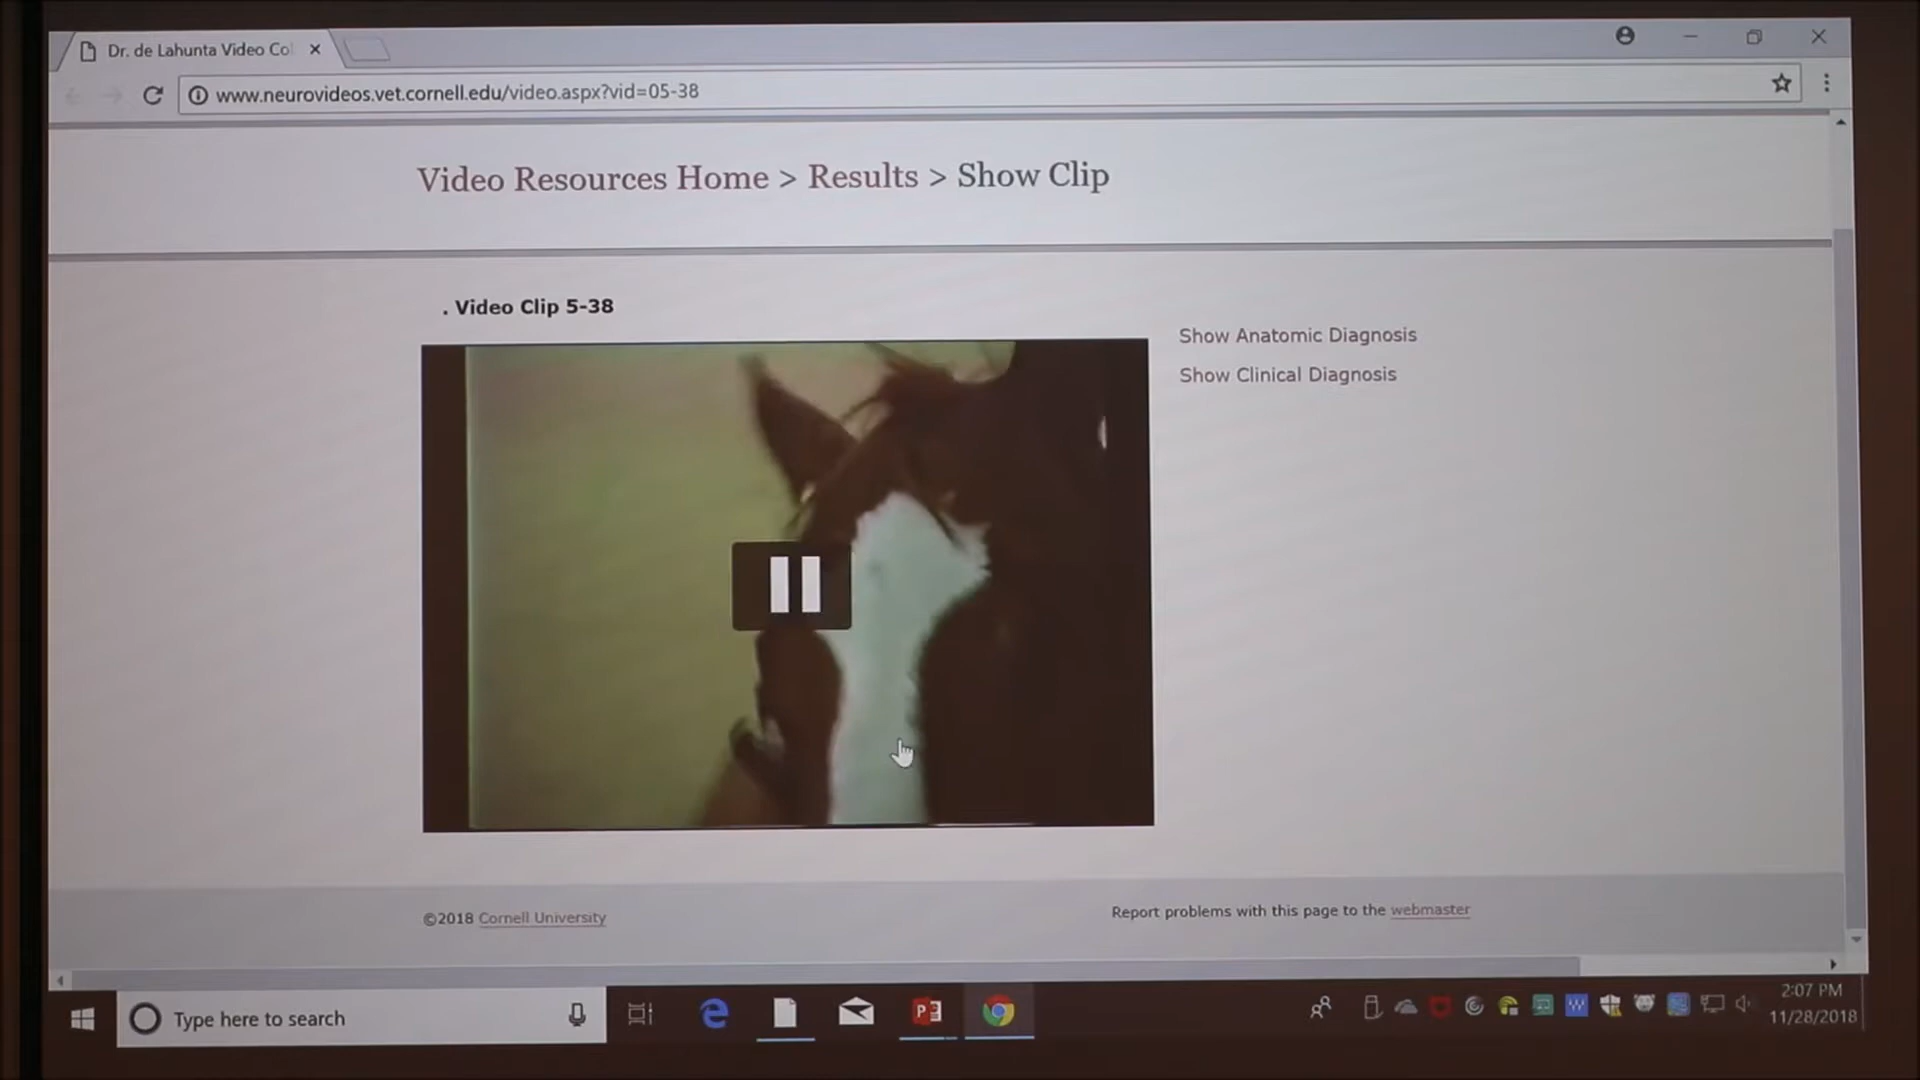 Dr. de Lahunta Video Co
www.neurovideos.vet.cornell.edu/video.aspx?vid=05-38
Video Resources Home > Results > Show Clip
. Video Clip 5-38
Show Anatomic Diagnosis
Show Clinical Diagnosis
©2018 Cornell University
Report problems with this page to the webmaster
Type here to search
2:07 PM
11/28/2018